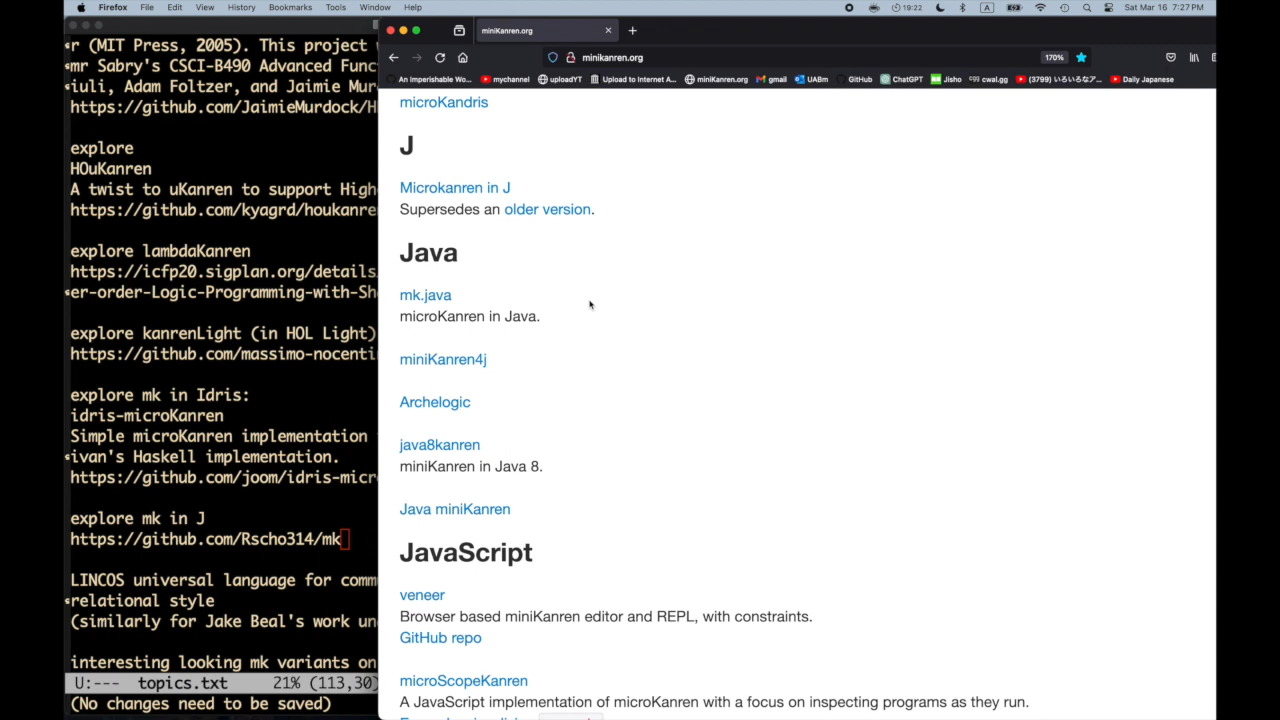 Firefox File Edit View History Bookmarks Tools Window Help 19:22 A Sat Mar 16 7:27 PM
miniKanren.org
minikanren.org 170%
An Imperishable Wo... mychannel uploadYT Upload to Internet A... miniKanren.org gmail UABm GitHub ChatGPT Jisho cwal.gg (3799) いろいろなア... Daily Japanese
r (MIT Press, 2005). This project
mr Sabry's CSCI-B490 Advanced Func
iuli, Adam Foltzer, and Jaimie Mur
https://github.com/JaimieMurdock/H
explore
HOuKanren
A twist to uKanren to support High
https://github.com/kyagrd/houkanre
explore lambdaKanren
https://icfp20.sigplan.org/details
er-order-Logic-Programming-with-Sh
explore kanrenLight (in HOL Light)
https://github.com/massimo-nocenti
explore mk in Idris:
idris-microKanren
Simple microKanren implementation
ivan's Haskell implementation.
https://github.com/joom/idris-micr
explore mk in J
https://github.com/Rscho314/mk
LINCOS universal language for comm
relational style
(similarly for Jake Beal's work un
interesting looking mk variants on
U:--- topics.txt 21% (113,30)
(No changes need to be saved)
microKandris
J
Microkanren in J
Supersedes an older version.
Java
mk.java
microKanren in Java.
miniKanren4j
Archelogic
java8kanren
miniKanren in Java 8.
Java miniKanren
JavaScript
veneer
Browser based miniKanren editor and REPL, with constraints.
GitHub repo
microScopeKanren
A JavaScript implementation of microKanren with a focus on inspecting programs as they run.